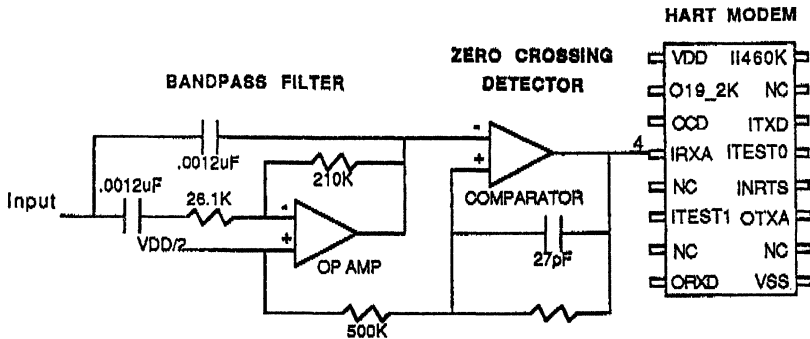 HART MODEM
ZERO CROSSING
DETECTOR
BANDPASS FILTER
VDD II460K
O19_2K NC
OCD ITXD
4
IRXA ITEST0
NC INRTS
ITEST1 OTXA
NC NC
ORXD VSS
.0012uF
210K
.0012uF
26.1K
Input
-
+
VDD/2
OP AMP
-
+
COMPARATOR
27pF
500K